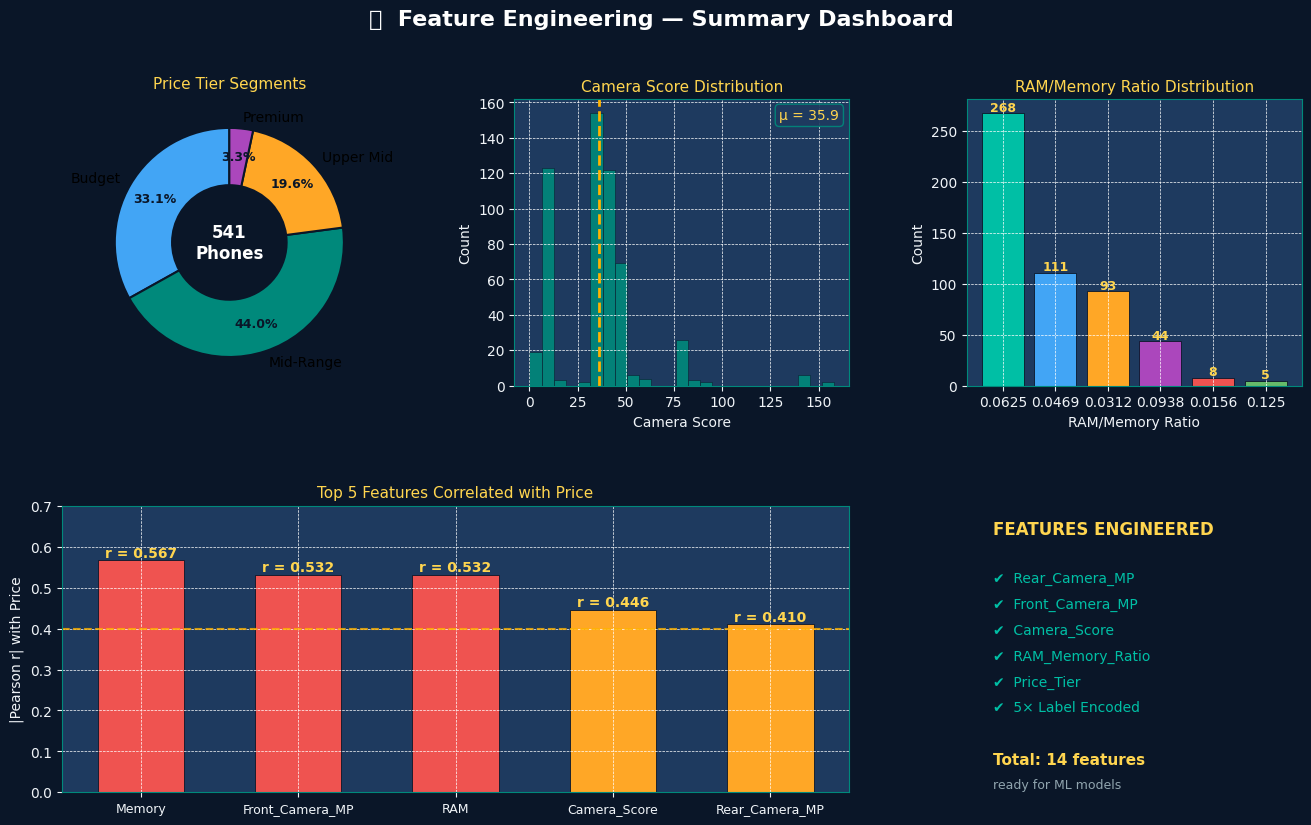 Feature Engineering — Summary Dashboard
Price Tier Segments
Premium
3.3%
Upper Mid
19.6%
Budget
33.1%
541
Phones
44.0%
Mid-Range
Camera Score Distribution
μ = 35.9
160
140
120
100
80
60
40
20
0
Count
0 25 50 75 100 125 150
Camera Score
RAM/Memory Ratio Distribution
268
111
93
44
8
5
250
200
150
100
50
0
Count
0.0625 0.0469 0.0312 0.0938 0.0156 0.125
RAM/Memory Ratio
Top 5 Features Correlated with Price
0.7
0.6
0.5
0.4
0.3
0.2
0.1
0.0
|Pearson r| with Price
r = 0.567
r = 0.532
r = 0.532
r = 0.446
r = 0.410
Memory Front_Camera_MP RAM Camera_Score Rear_Camera_MP
FEATURES ENGINEERED
✔ Rear_Camera_MP
✔ Front_Camera_MP
✔ Camera_Score
✔ RAM_Memory_Ratio
✔ Price_Tier
✔ 5× Label Encoded
Total: 14 features
ready for ML models